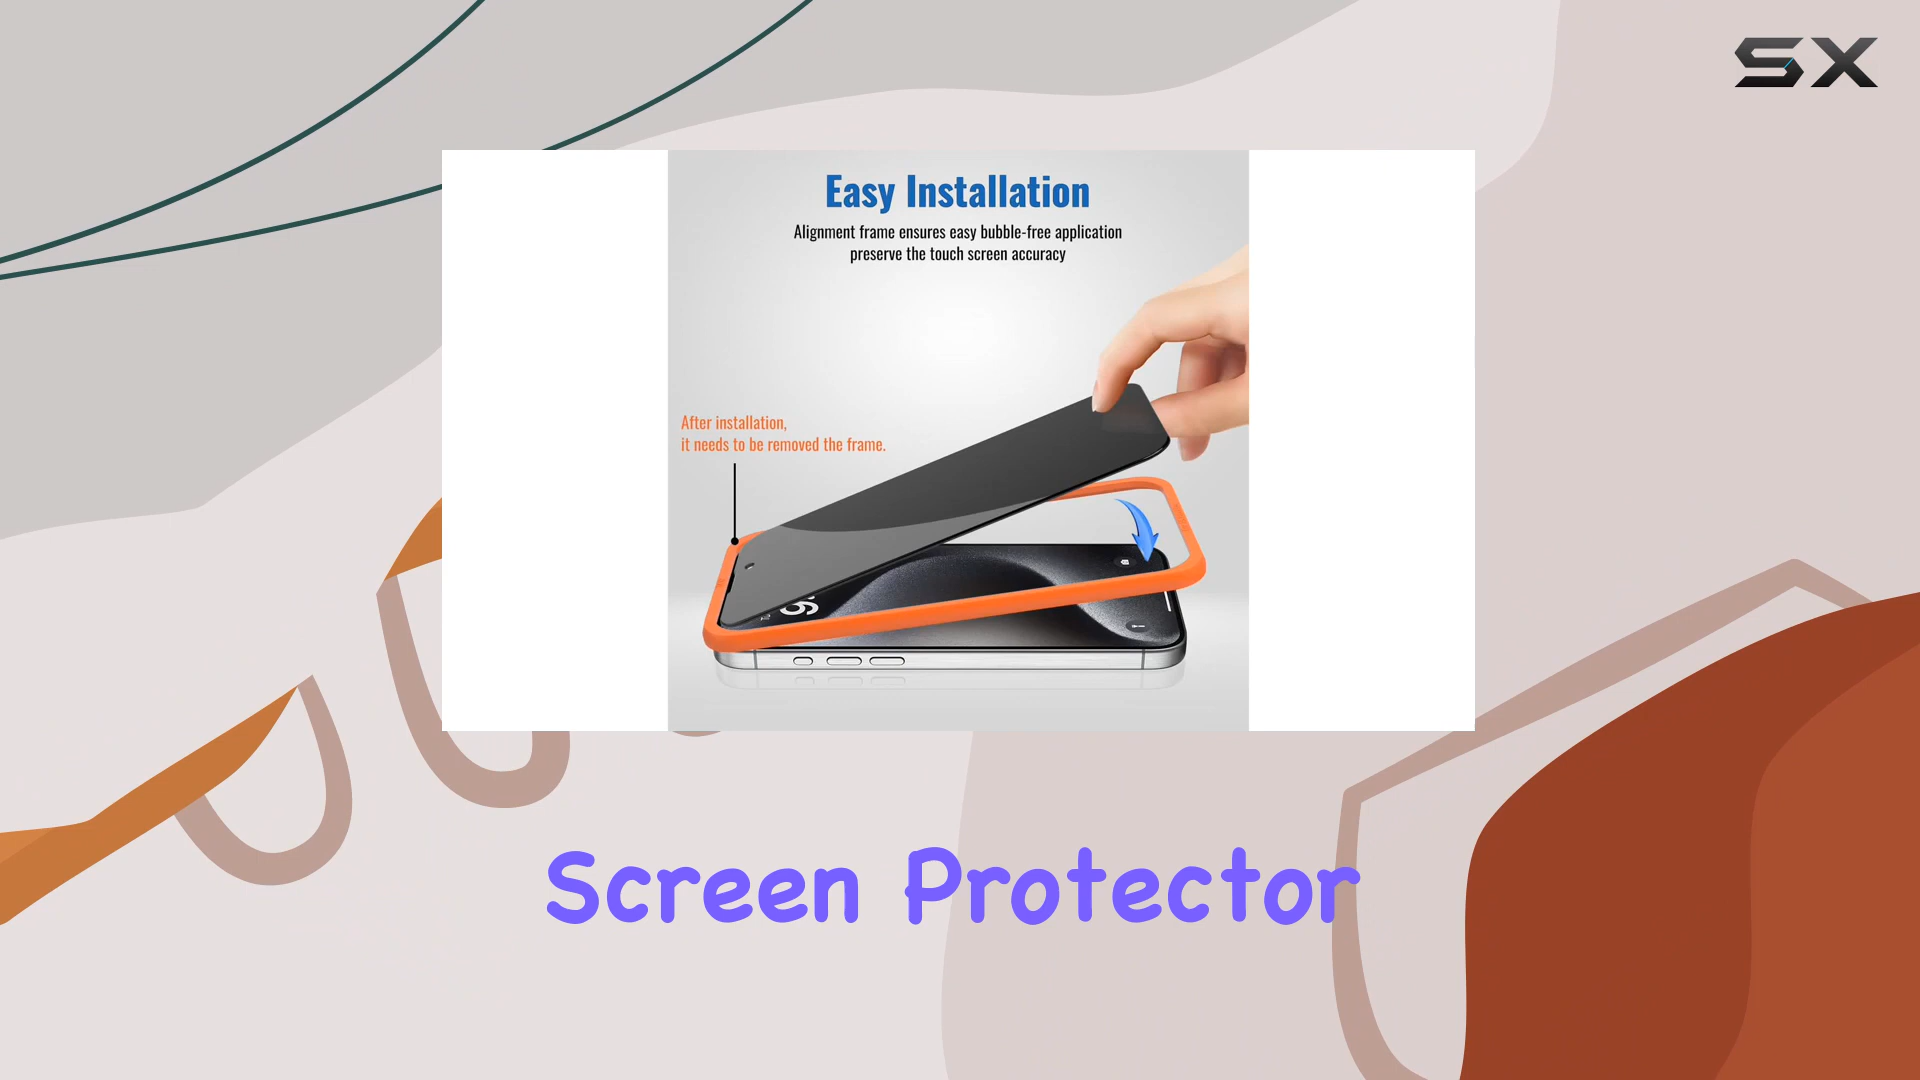 SX
Easy Installation
Alignment frame ensures easy bubble-free application
preserve the touch screen accuracy
After installation,
it needs to be removed the frame.
Screen Protector